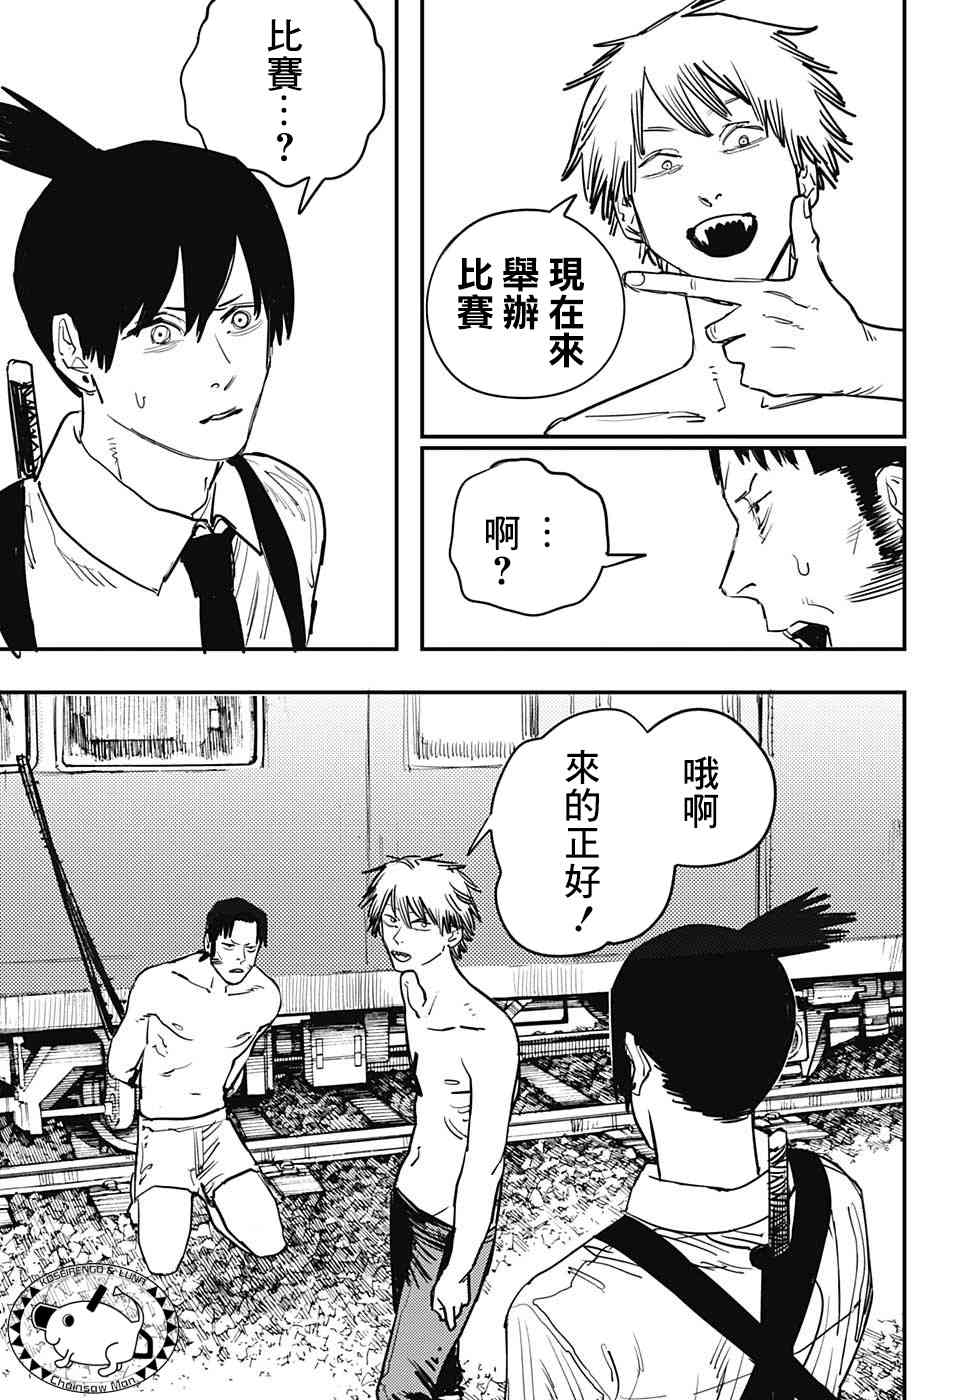 現在來
舉辦
比賽
…
啊?
比賽…?
哦啊
來的正好!
KOSEIRENGO & LUNA
Chainsaw Man